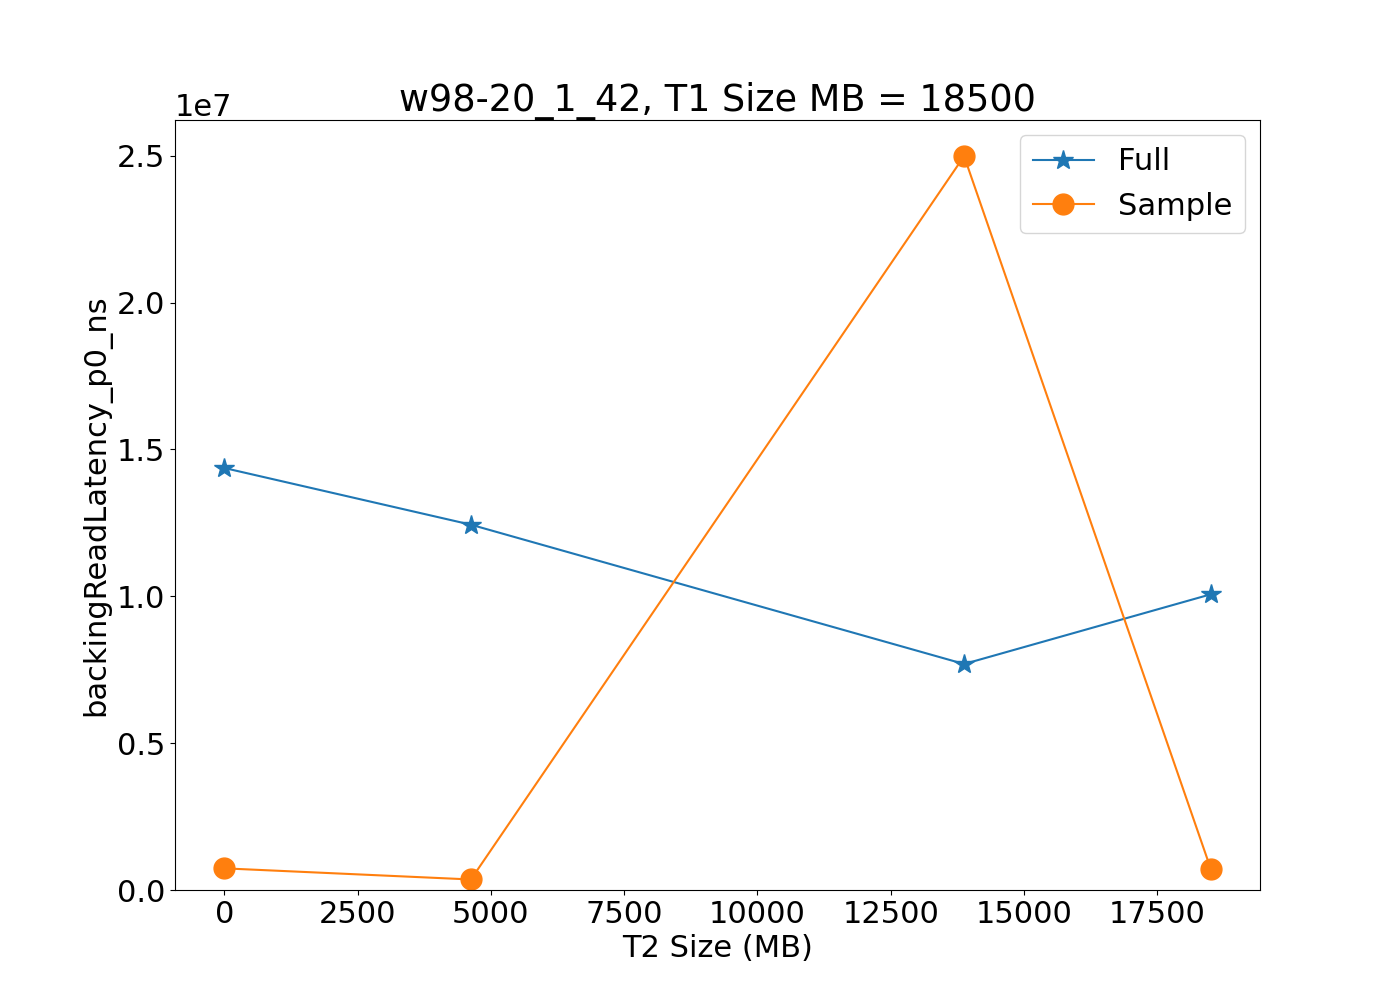 w98-20_1_42, T1 Size MB = 18500
1e7
2.5
2.0
1.5
1.0
0.5
0.0
backingReadLatency_p0_ns
Full
Sample
0 2500 5000 7500 10000 12500 15000 17500
T2 Size (MB)